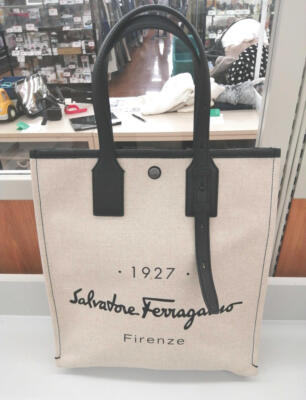 · 1927 ·
Salvatore Ferragamo
Firenze